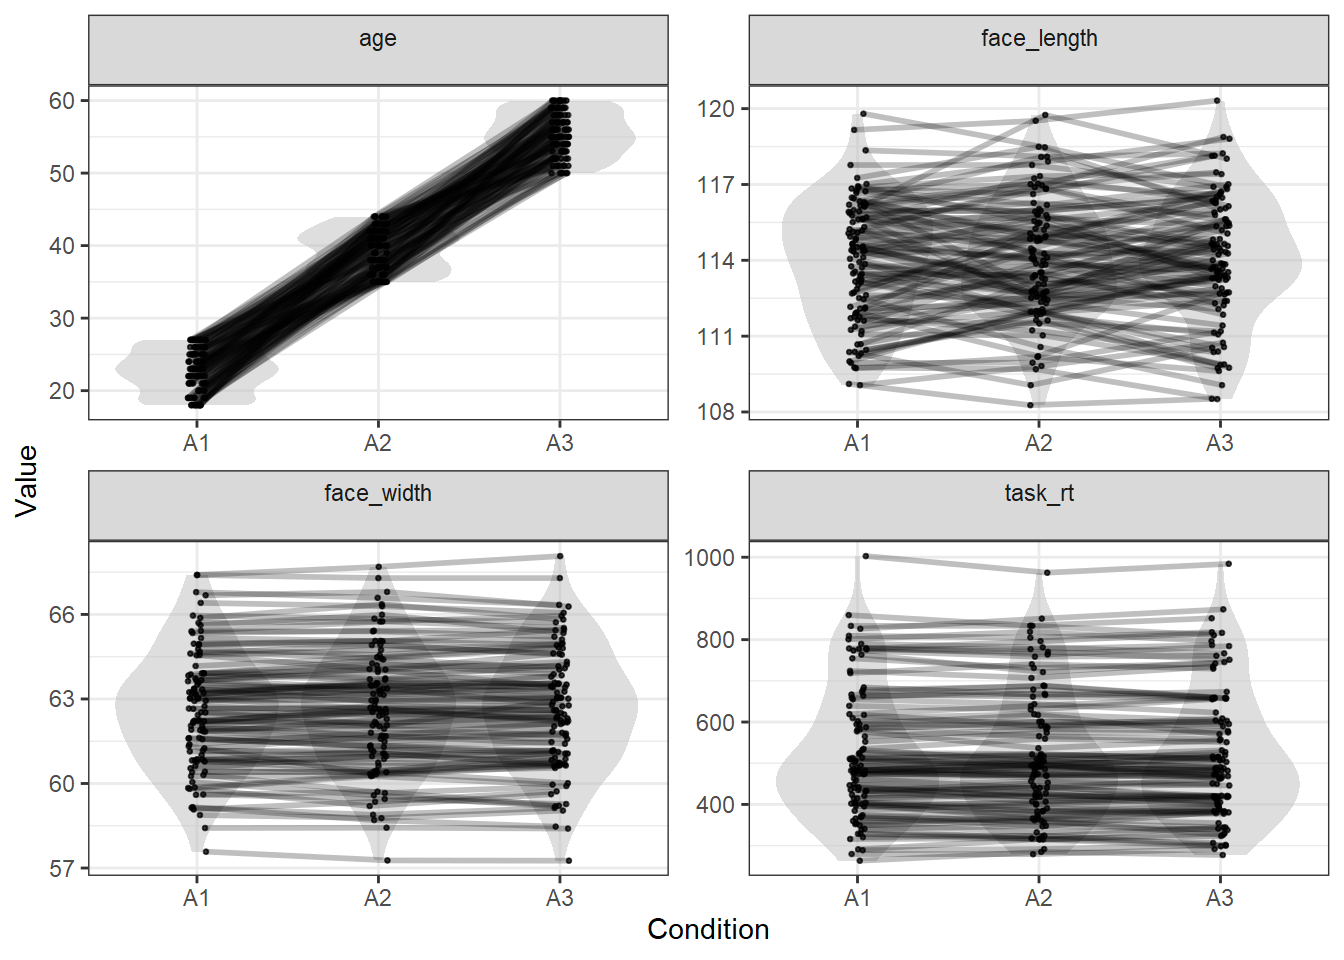 age
60
50
40
30
20
A1 A2 A3
face_length
120
117
114
111
108
A1 A2 A3
face_width
66
63
60
57
A1 A2 A3
task_rt
1000
800
600
400
A1 A2 A3
Value
Condition